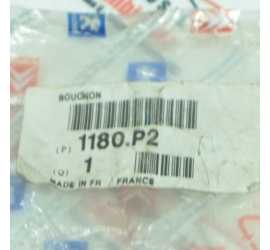 BOUCHON
(P) 1180.P2
(Q) 1
MADE IN FR / FRANCE